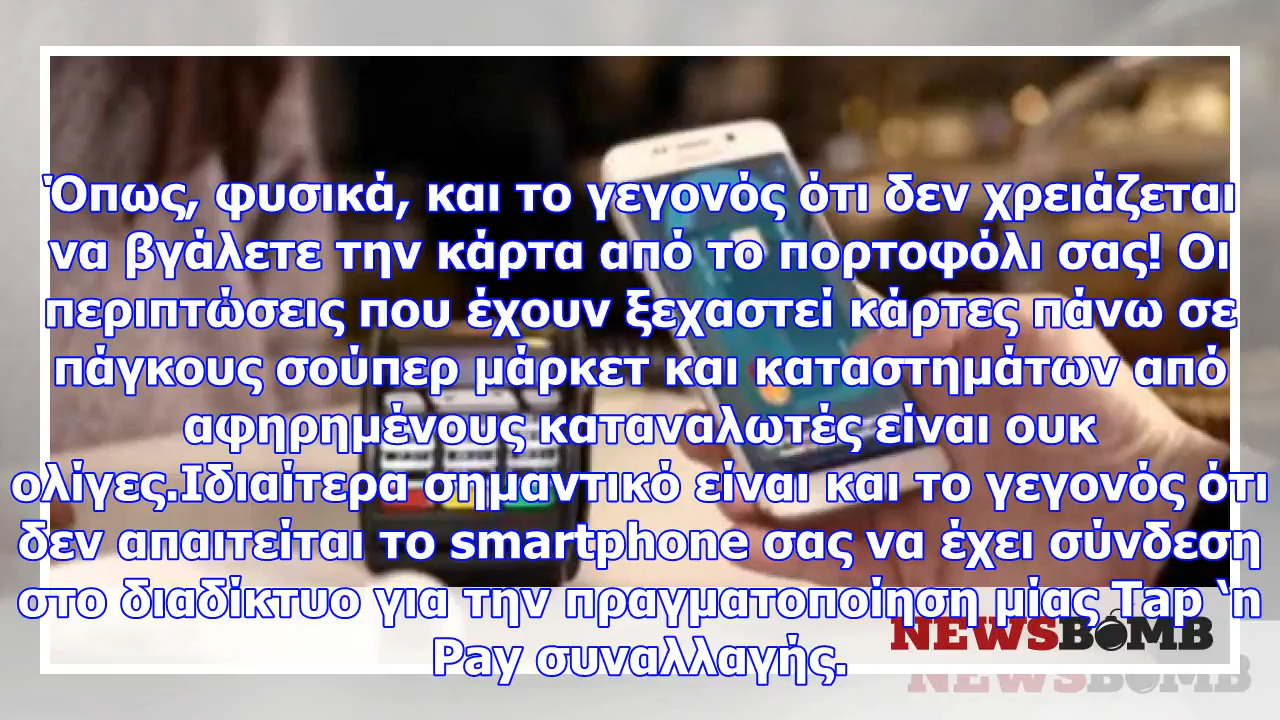 Όπως, φυσικά, και το γεγονός ότι δεν χρειάζεται
να βγάλετε την κάρτα από το πορτοφόλι σας! Οι
περιπτώσεις που έχουν ξεχαστεί κάρτες πάνω σε
πάγκους σούπερ μάρκετ και καταστημάτων από
αφηρημένους καταναλωτές είναι ουκ
ολίγες.Ιδιαίτερα σημαντικό είναι και το γεγονός ότι
δεν απαιτείται το smartphone σας να έχει σύνδεση
στο διαδίκτυο για την πραγματοποίηση μίας Tap ‘n
Pay συναλλαγής.
NEWSBOMB
NEWSBOMB